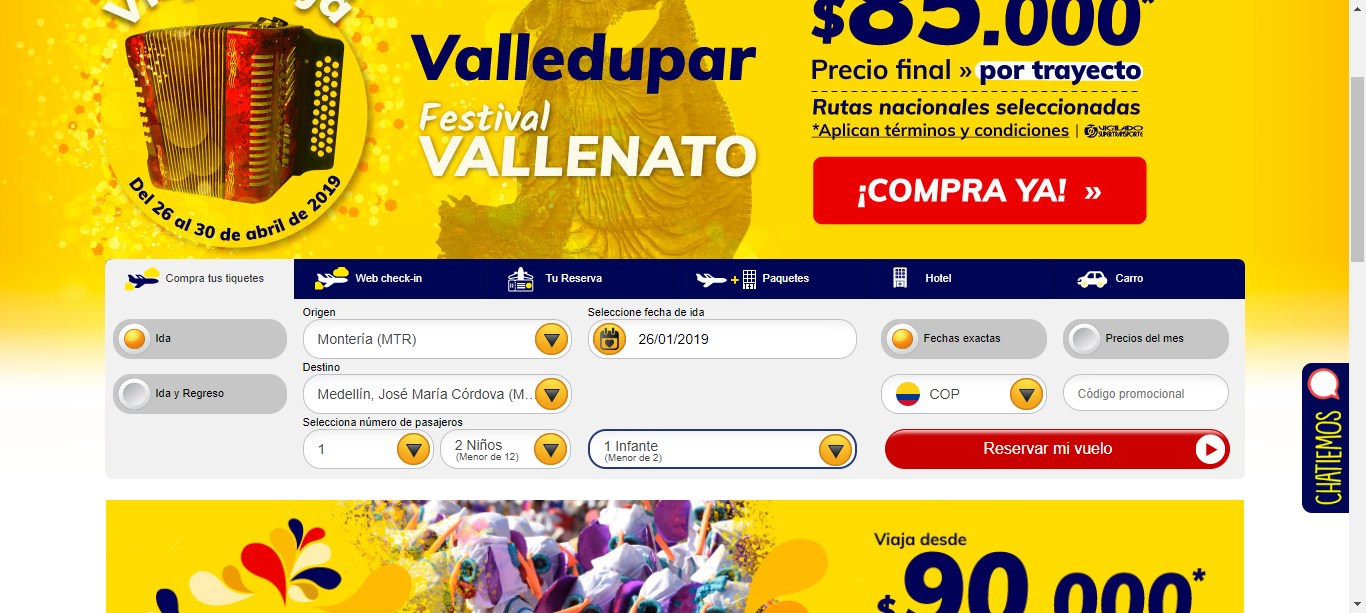 $85.000*
Valledupar
Precio final » por trayecto
Festival
VALLENATO
Rutas nacionales seleccionadas
*Aplican términos y condiciones | VIGILADO
SUPERTRANSPORTE
¡COMPRA YA! »
Del 26 al 30 de abril de 2019
Compra tus tiquetes
Web check-in
Tu Reserva
Paquetes
Hotel
Carro
Ida
Ida y Regreso
Origen
Montería (MTR)
Destino
Medellín, José María Córdova (M...
Selecciona número de pasajeros
1
2 Niños
(Menor de 12)
1 Infante
(Menor de 2)
Seleccione fecha de ida
26/01/2019
Fechas exactas
Precios del mes
COP
Código promocional
Reservar mi vuelo
CHATIEMOS
Viaja desde
$90.000*